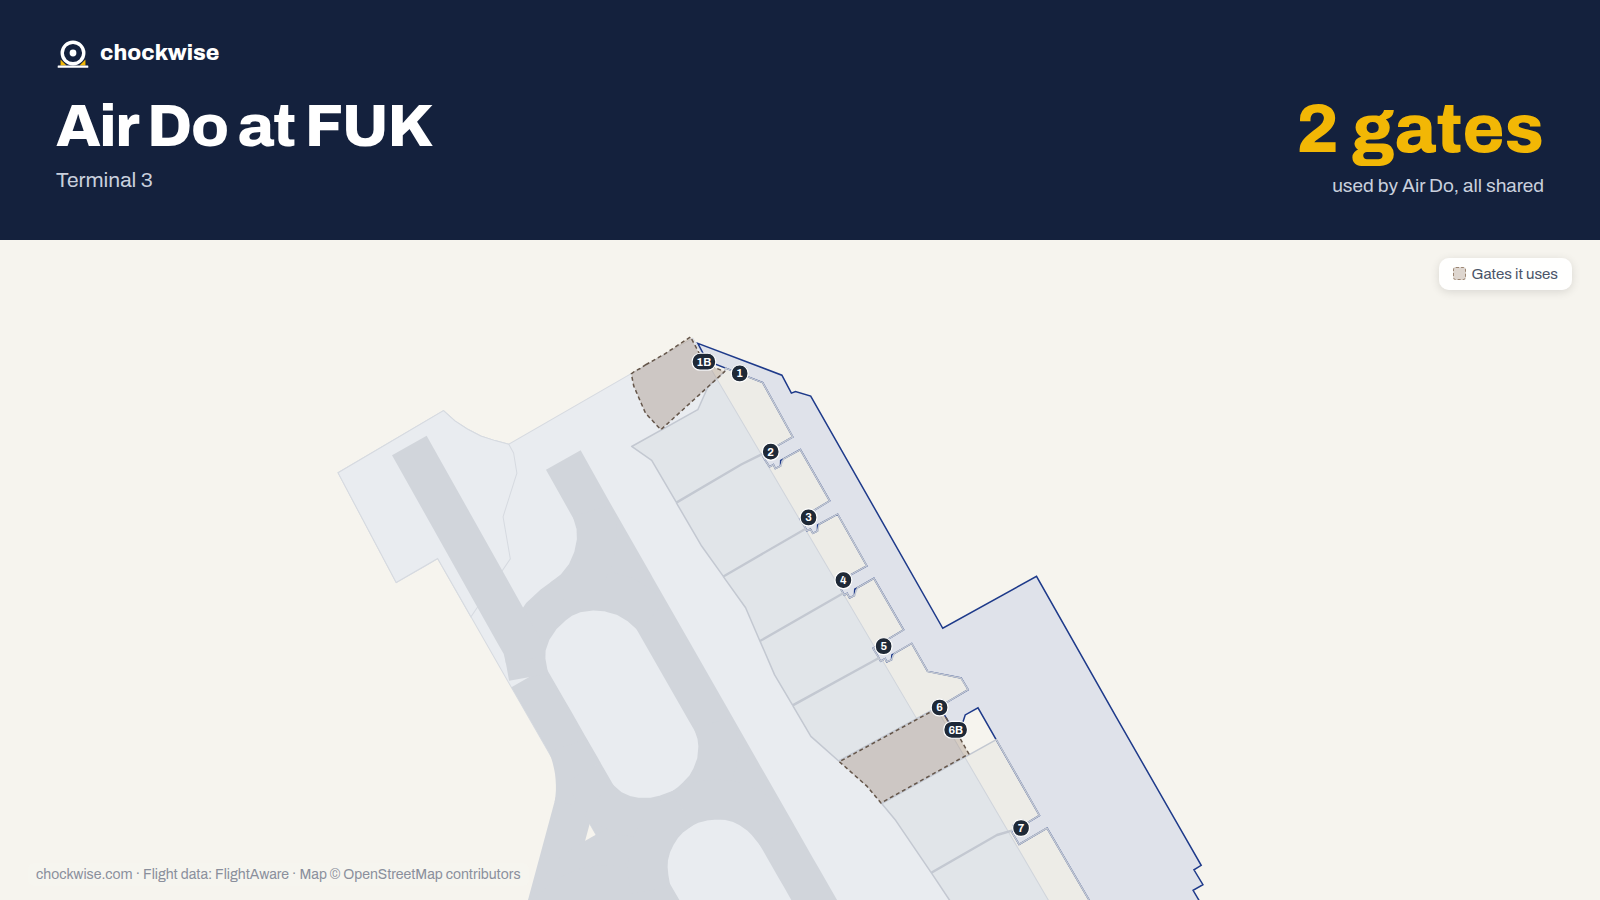 chockwise
Air Do at FUK
Terminal 3
2 gates
used by Air Do, all shared
Gates it uses
1B
1
2
3
4
5
6
6B
7
chockwise.com · Flight data: FlightAware · Map © OpenStreetMap contributors